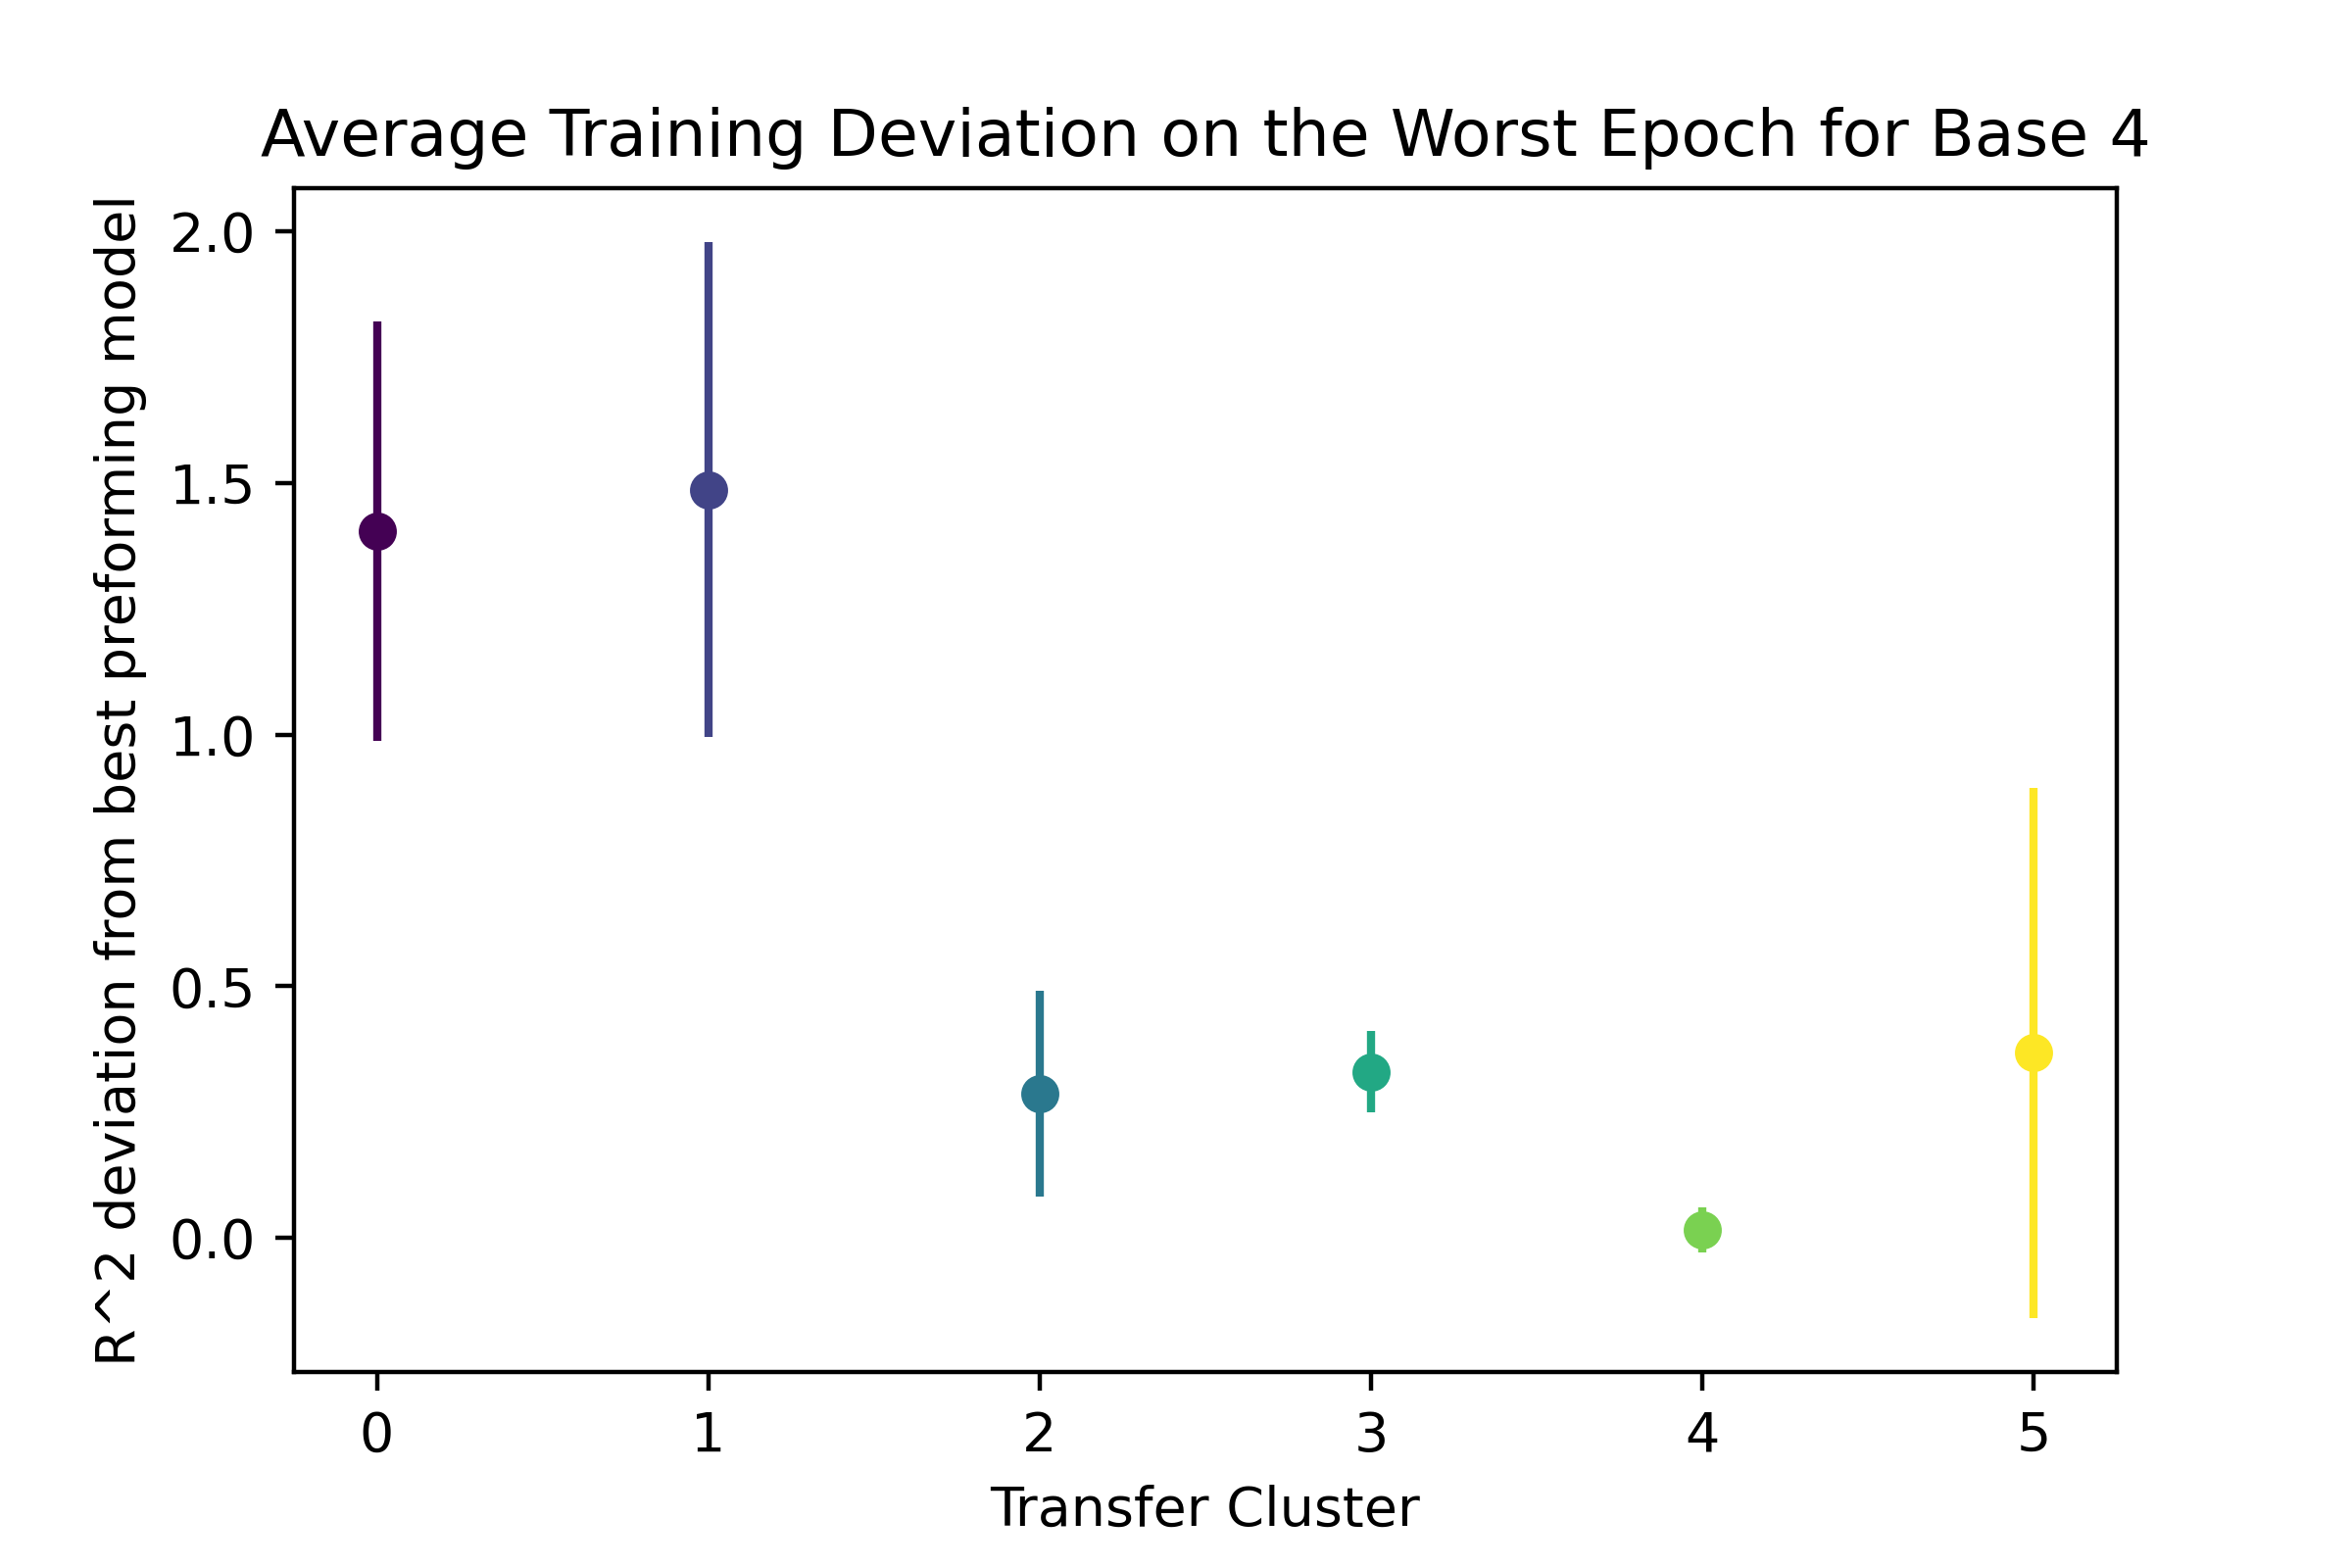 Average Training Deviation on the Worst Epoch for Base 4
R^2 deviation from best preforming model
2.0
1.5
1.0
0.5
0.0
0 1 2 3 4 5
Transfer Cluster